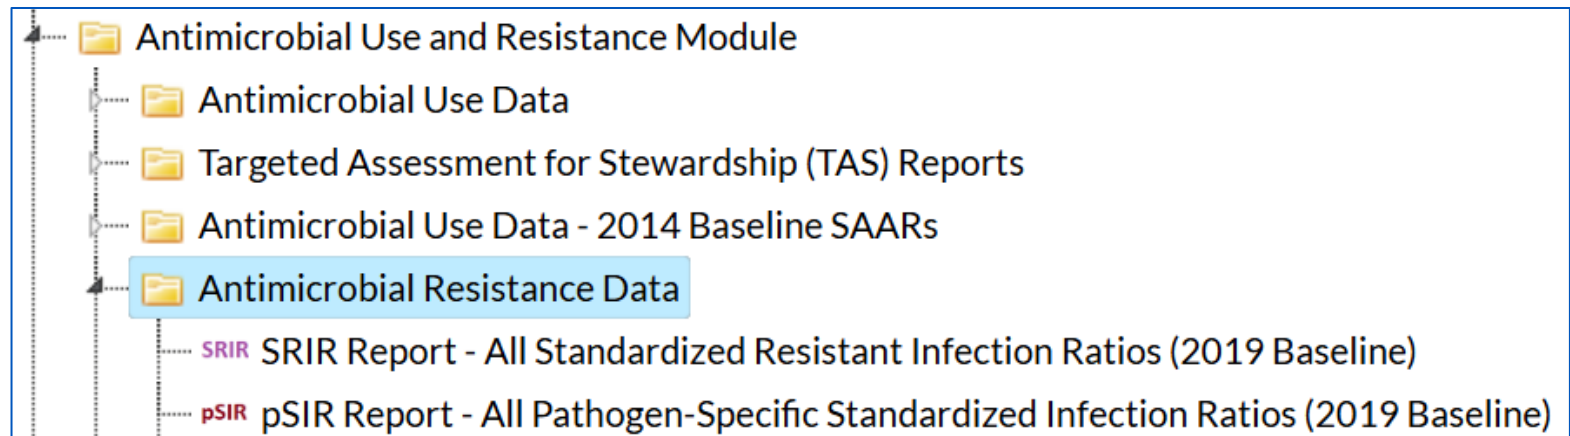 Antimicrobial Use and Resistance Module
Antimicrobial Use Data
Targeted Assessment for Stewardship (TAS) Reports
Antimicrobial Use Data - 2014 Baseline SAARs
Antimicrobial Resistance Data
SRIR SRIR Report - All Standardized Resistant Infection Ratios (2019 Baseline)
pSIR pSIR Report - All Pathogen-Specific Standardized Infection Ratios (2019 Baseline)